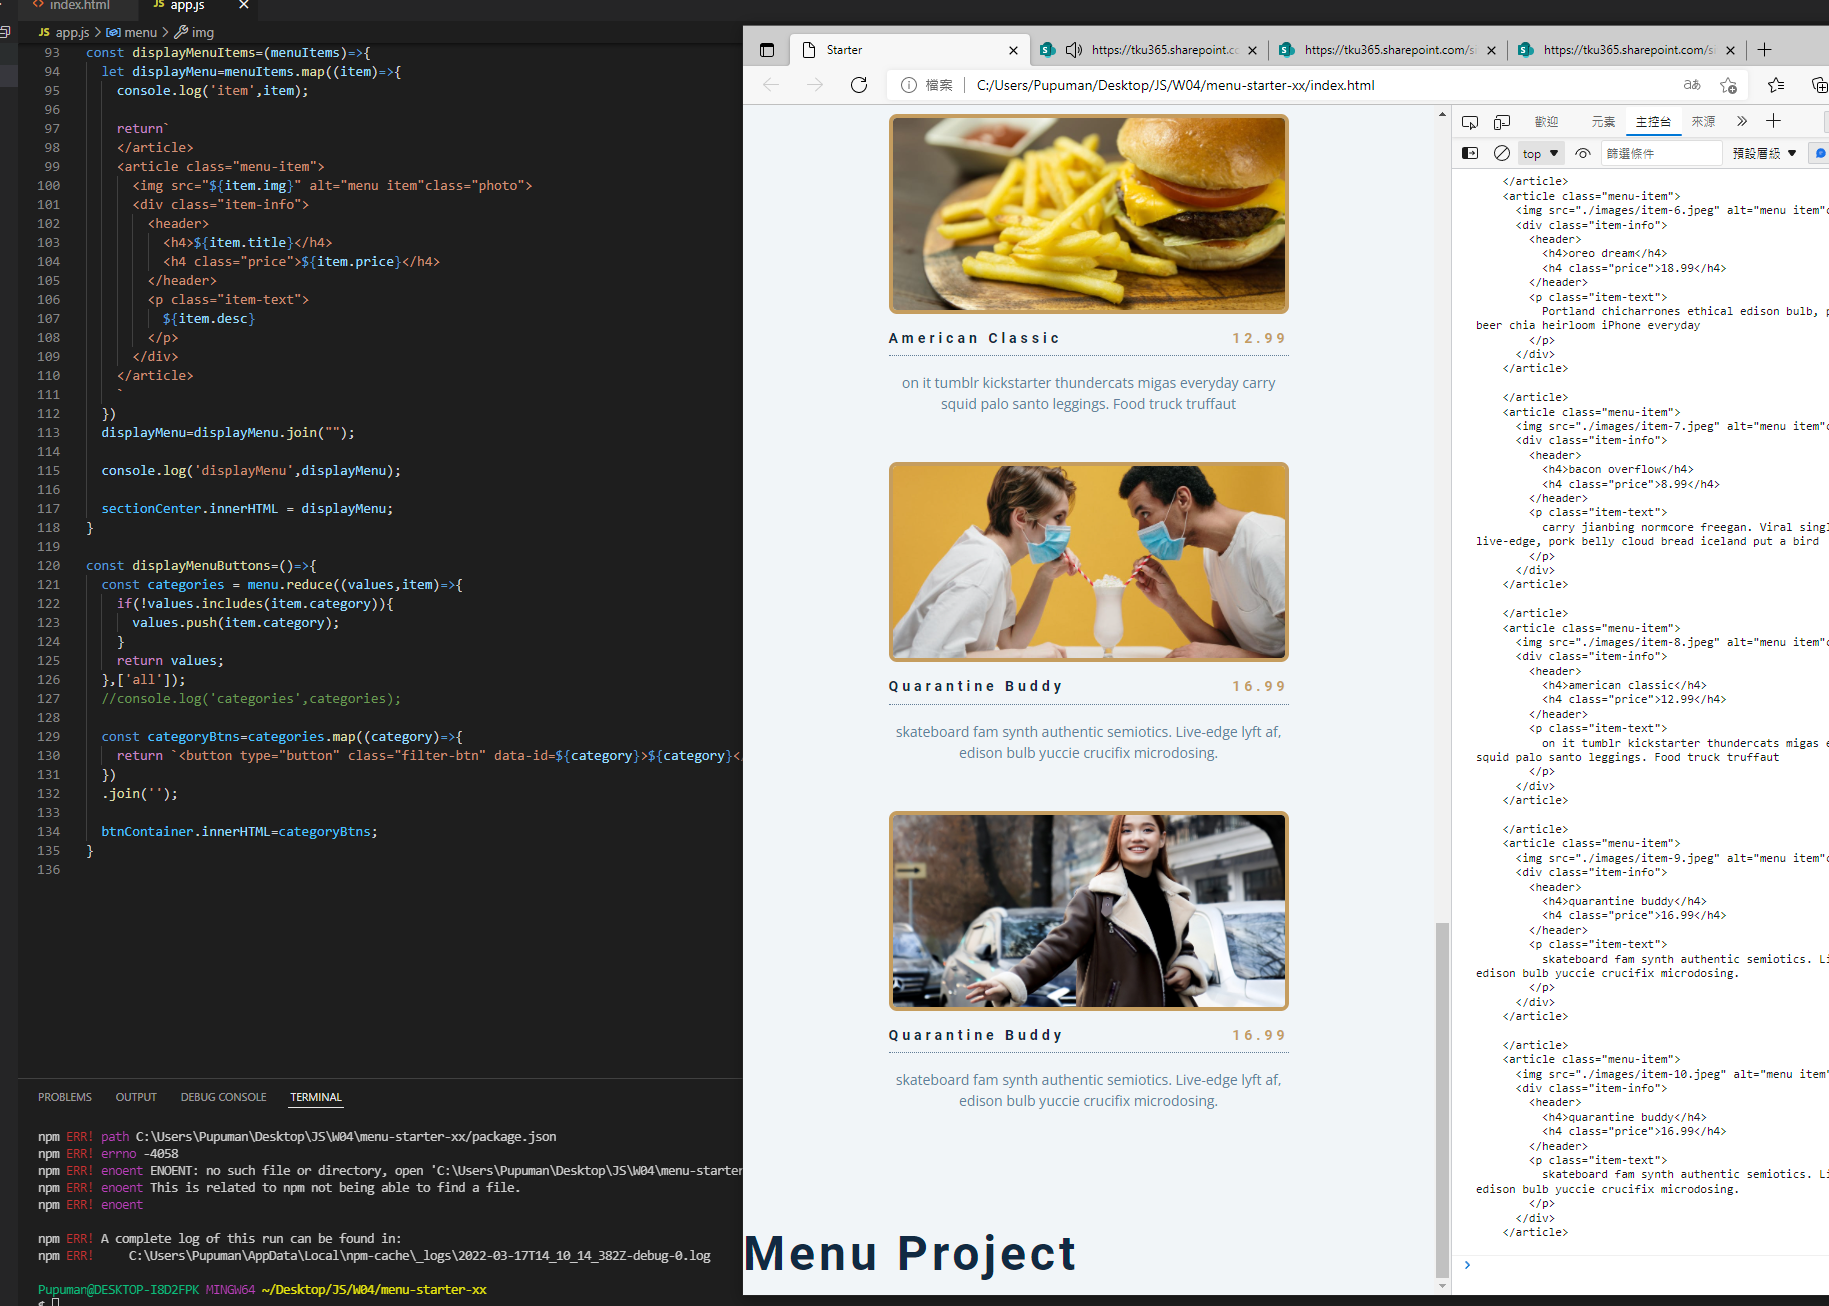 index.html
JS app.js
JS app.js > menu > img
93 const displayMenuItems=(menuItems)=>{
94 let displayMenu=menuItems.map((item)=>{
95 console.log('item',item);
96
97 return`
98 </article>
99 <article class="menu-item">
100 <img src="${item.img}" alt="menu item"class="photo">
101 <div class="item-info">
102 <header>
103 <h4>${item.title}</h4>
104 <h4 class="price">${item.price}</h4>
105 </header>
106 <p class="item-text">
107 ${item.desc}
108 </p>
109 </div>
110 </article>
111 `
112 })
113 displayMenu=displayMenu.join("");
114
115 console.log('displayMenu',displayMenu);
116
117 sectionCenter.innerHTML = displayMenu;
118 }
119
120 const displayMenuButtons=()=>{
121 const categories = menu.reduce((values,item)=>{
122 if(!values.includes(item.category)){
123 values.push(item.category);
124 }
125 return values;
126 },['all']);
127 //console.log('categories',categories);
128
129 const categoryBtns=categories.map((category)=>{
130 return `<button type="button" class="filter-btn" data-id=${category}>${category}<
131 })
132 .join('');
133
134 btnContainer.innerHTML=categoryBtns;
135 }
136
PROBLEMS OUTPUT DEBUG CONSOLE TERMINAL
npm ERR! path C:\Users\Pupuman\Desktop\JS\W04\menu-starter-xx/package.json
npm ERR! errno -4058
npm ERR! enoent ENOENT: no such file or directory, open 'C:\Users\Pupuman\Desktop\JS\W04\menu-starter
npm ERR! enoent This is related to npm not being able to find a file.
npm ERR! enoent
npm ERR! A complete log of this run can be found in:
npm ERR! C:\Users\Pupuman\AppData\Local\npm-cache\_logs\2022-03-17T14_10_14_382Z-debug-0.log
Pupuman@DESKTOP-I8D2FPK MINGW64 ~/Desktop/JS/W04/menu-starter-xx
$
Starter https://tku365.sharepoint.c https://tku365.sharepoint.com/s https://tku365.sharepoint.com/s
檔案 C:/Users/Pupuman/Desktop/JS/W04/menu-starter-xx/index.html
American Classic 12.99
on it tumblr kickstarter thundercats migas everyday carry
squid palo santo leggings. Food truck truffaut
Quarantine Buddy 16.99
skateboard fam synth authentic semiotics. Live-edge lyft af,
edison bulb yuccie crucifix microdosing.
Quarantine Buddy 16.99
skateboard fam synth authentic semiotics. Live-edge lyft af,
edison bulb yuccie crucifix microdosing.
Menu Project
歡迎 元素 主控台 來源
top 篩選條件 預設層級
</article>
<article class="menu-item">
<img src="./images/item-6.jpeg" alt="menu item"
<div class="item-info">
<header>
<h4>oreo dream</h4>
<h4 class="price">18.99</h4>
</header>
<p class="item-text">
Portland chicharrones ethical edison bulb,
beer chia heirloom iPhone everyday
</p>
</div>
</article>
</article>
<article class="menu-item">
<img src="./images/item-7.jpeg" alt="menu item"
<div class="item-info">
<header>
<h4>bacon overflow</h4>
<h4 class="price">8.99</h4>
</header>
<p class="item-text">
carry jianbing normcore freegan. Viral singl
live-edge, pork belly cloud bread iceland put a bird
</p>
</div>
</article>
</article>
<article class="menu-item">
<img src="./images/item-8.jpeg" alt="menu item"
<div class="item-info">
<header>
<h4>american classic</h4>
<h4 class="price">12.99</h4>
</header>
<p class="item-text">
on it tumblr kickstarter thundercats migas
squid palo santo leggings. Food truck truffaut
</p>
</div>
</article>
</article>
<article class="menu-item">
<img src="./images/item-9.jpeg" alt="menu item"
<div class="item-info">
<header>
<h4>quarantine buddy</h4>
<h4 class="price">16.99</h4>
</header>
<p class="item-text">
skateboard fam synth authentic semiotics. Li
edison bulb yuccie crucifix microdosing.
</p>
</div>
</article>
</article>
<article class="menu-item">
<img src="./images/item-10.jpeg" alt="menu item"
<div class="item-info">
<header>
<h4>quarantine buddy</h4>
<h4 class="price">16.99</h4>
</header>
<p class="item-text">
skateboard fam synth authentic semiotics. Li
edison bulb yuccie crucifix microdosing.
</p>
</div>
</article>